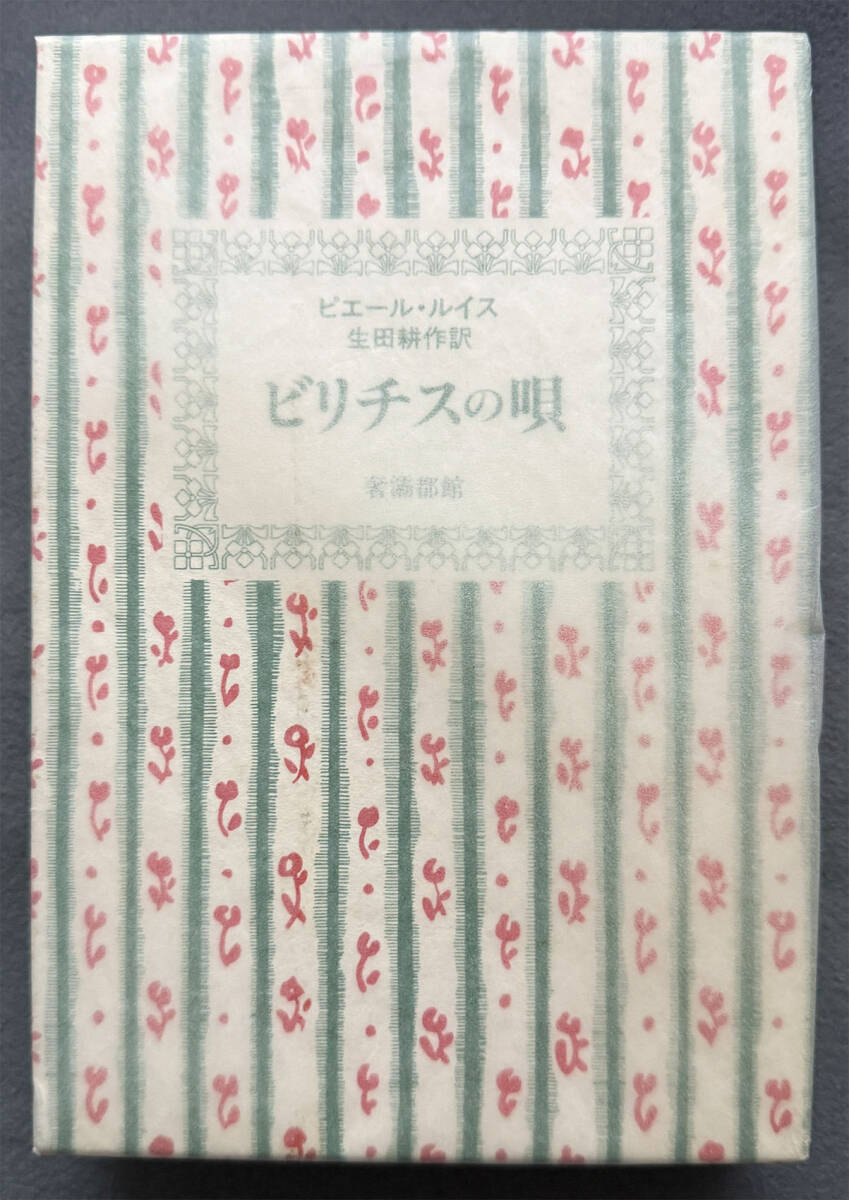 ピエール・ルイス
生田耕作訳
ビリチスの唄
奢灞都館